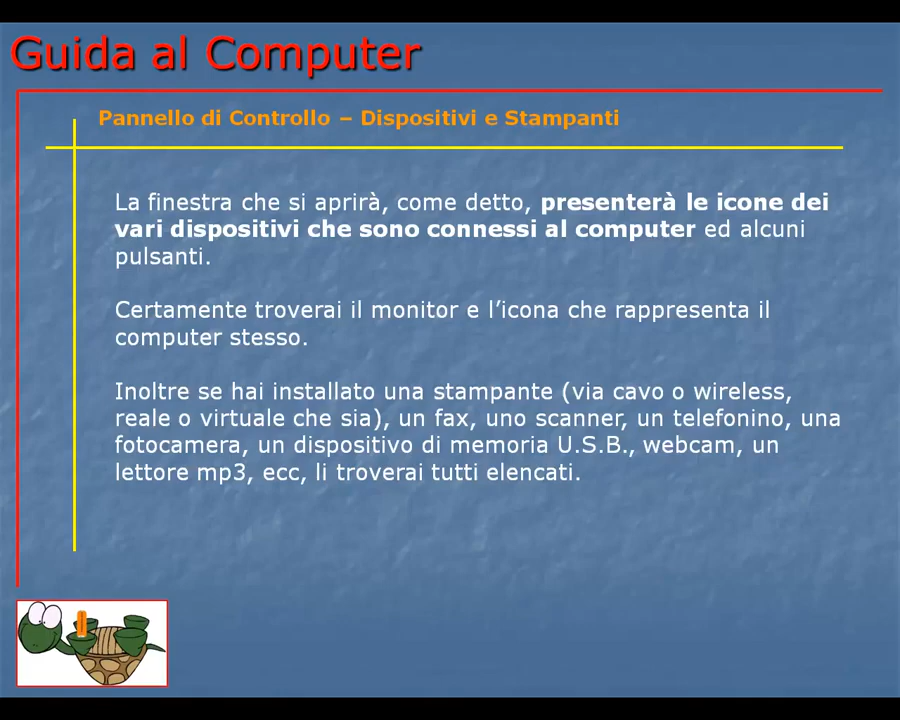 Guida al Computer
Pannello di Controllo – Dispositivi e Stampanti
La finestra che si aprirà, come detto, presenterà le icone dei
vari dispositivi che sono connessi al computer ed alcuni
pulsanti.
Certamente troverai il monitor e l’icona che rappresenta il
computer stesso.
Inoltre se hai installato una stampante (via cavo o wireless,
reale o virtuale che sia), un fax, uno scanner, un telefonino, una
fotocamera, un dispositivo di memoria U.S.B., webcam, un
lettore mp3, ecc, li troverai tutti elencati.